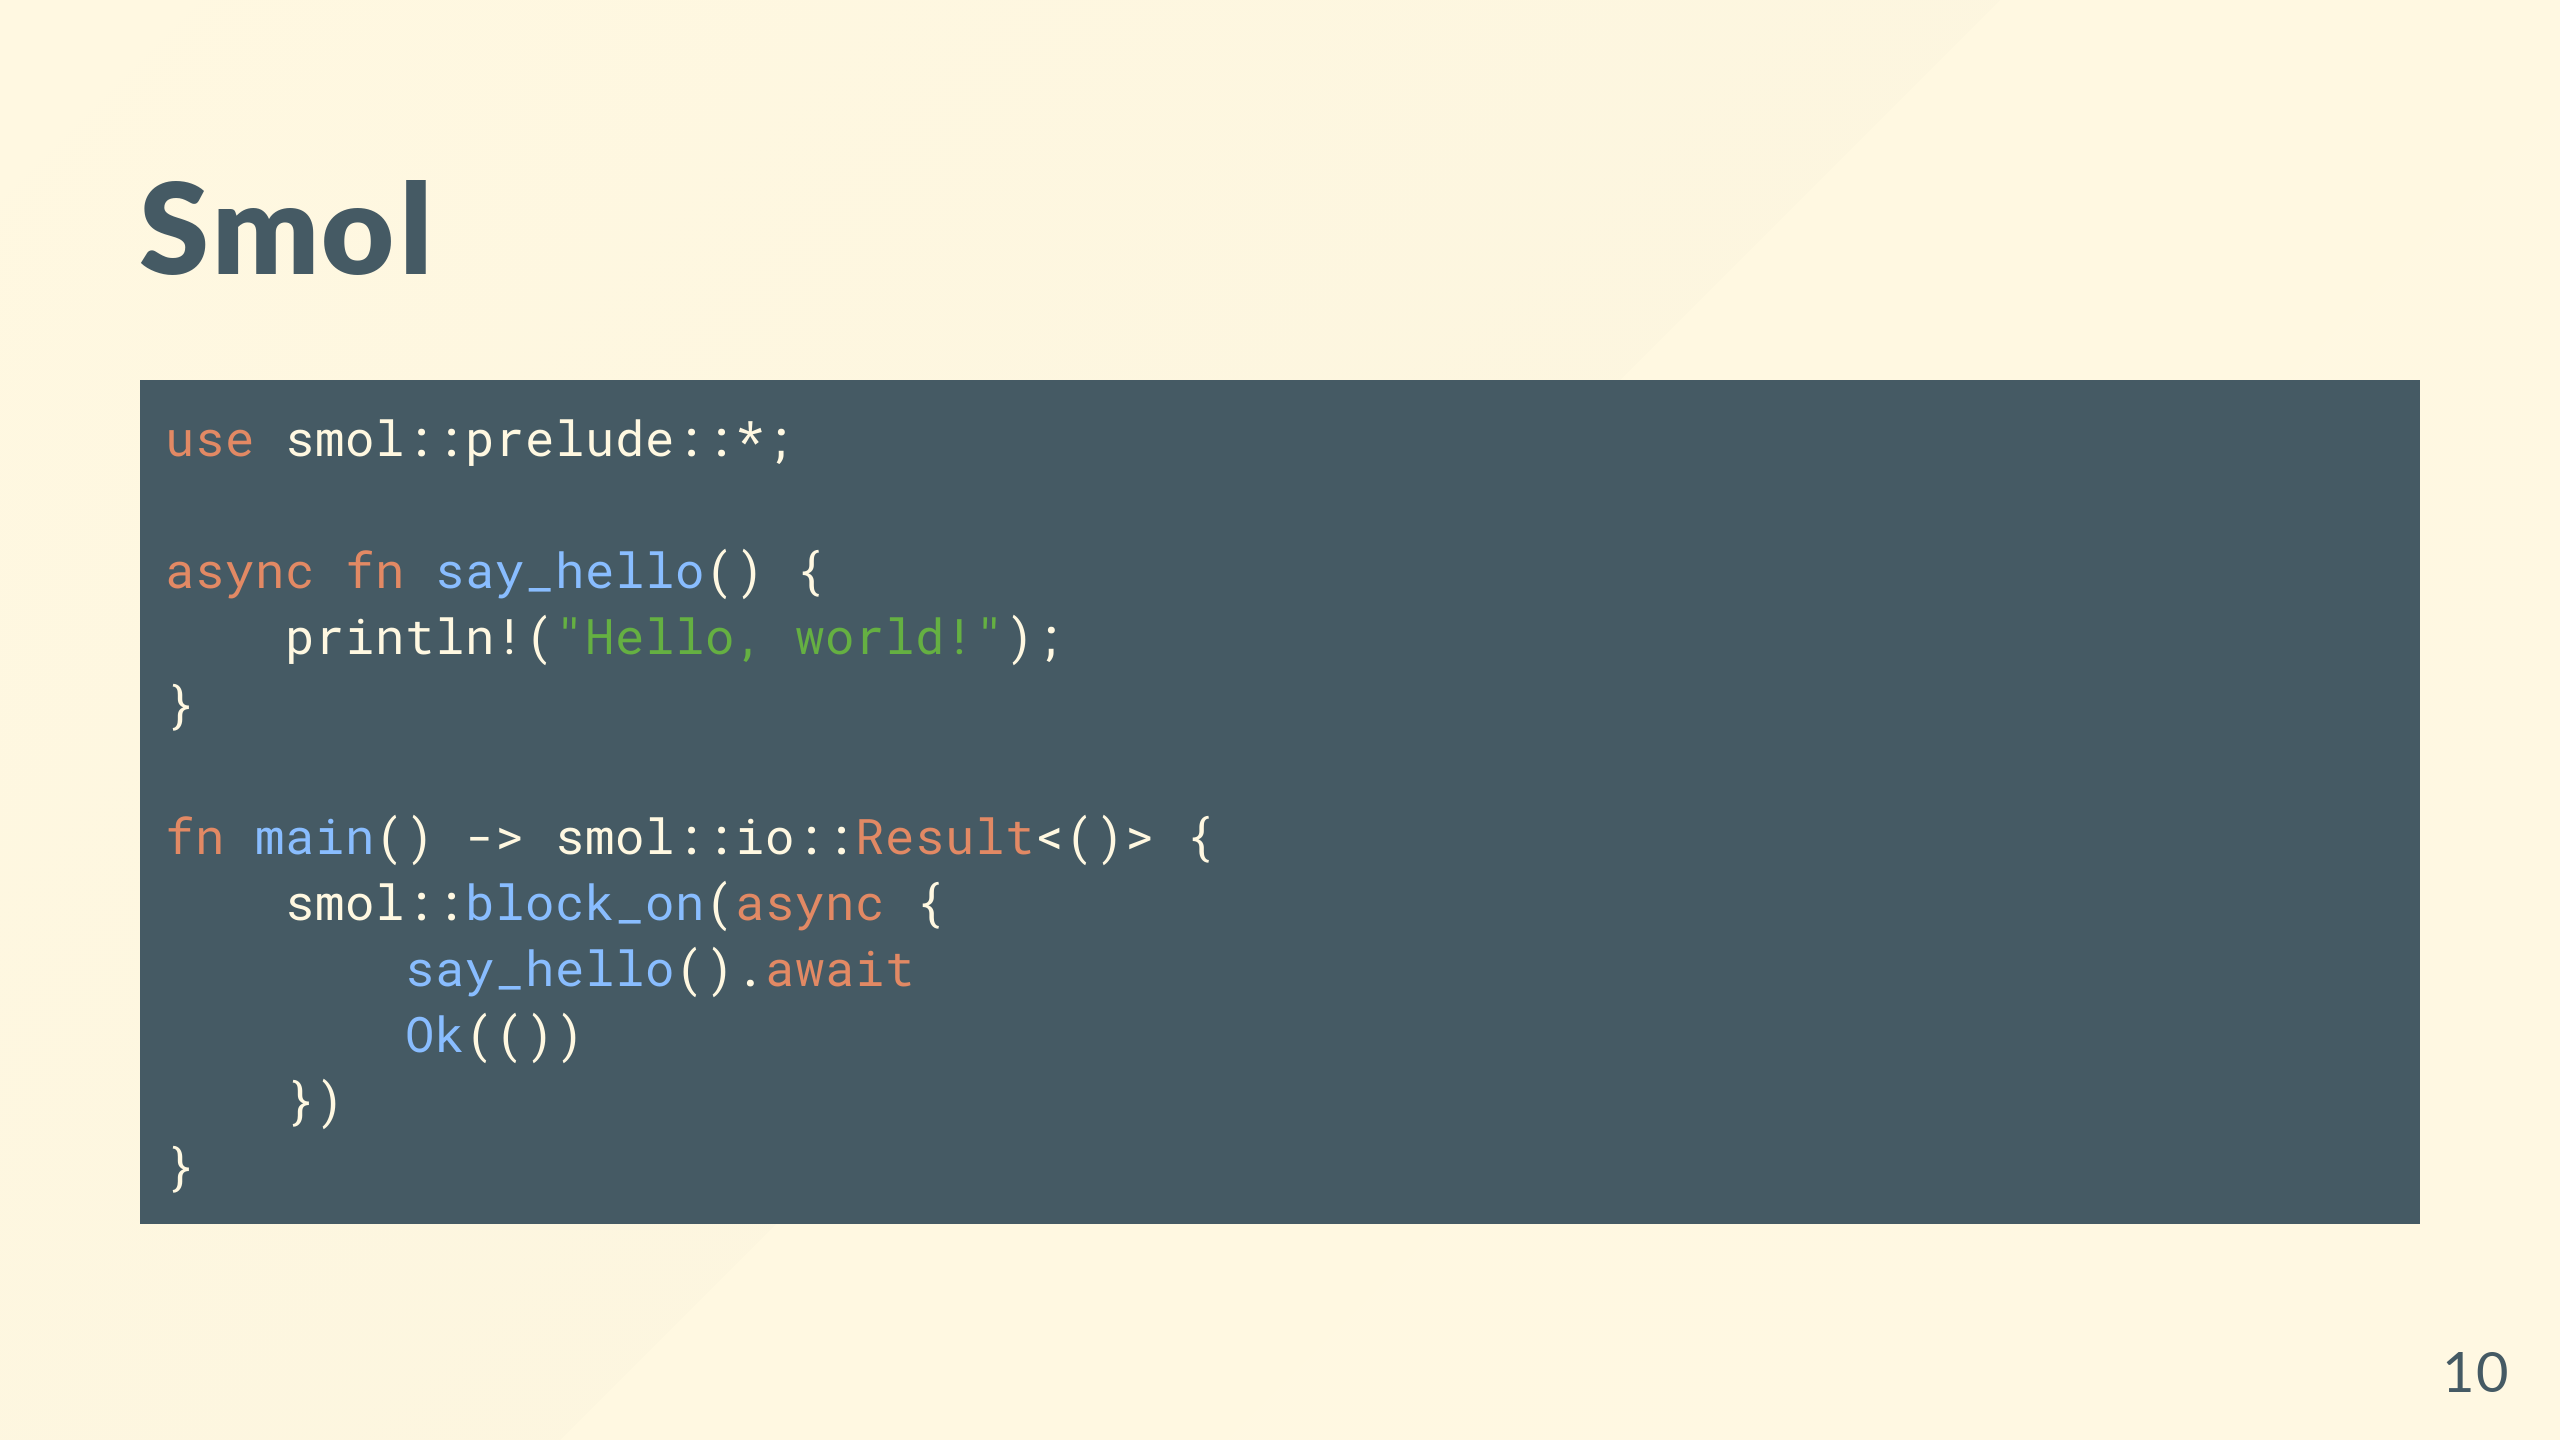 Smol
use smol::prelude::*;
async fn say_hello() {
    println!("Hello, world!");
}
fn main() -> smol::io::Result<()> {
    smol::block_on(async {
        say_hello().await
        Ok(())
    })
}
10